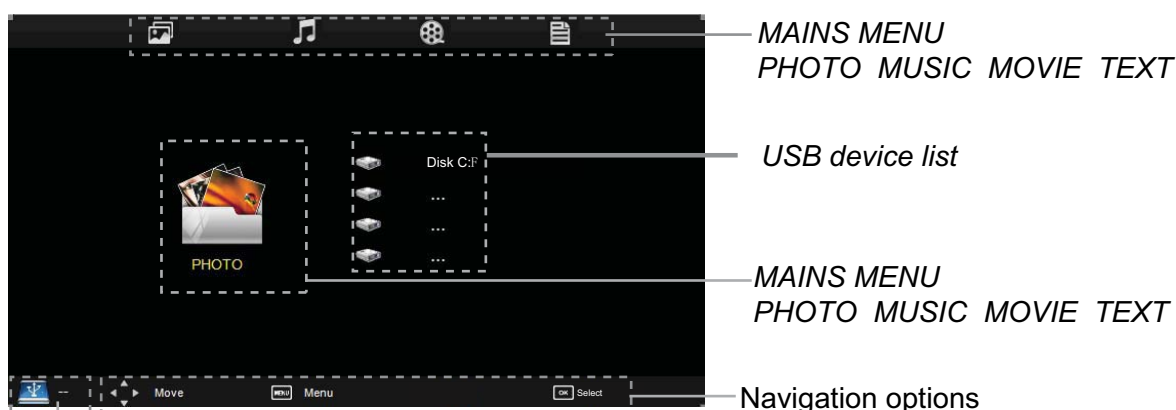 MAINS MENU
PHOTO MUSIC MOVIE TEXT
Disk C:
USB device list
...
...
...
PHOTO
MAINS MENU
PHOTO MUSIC MOVIE TEXT
-- Move MENU Menu OK Select
Navigation options